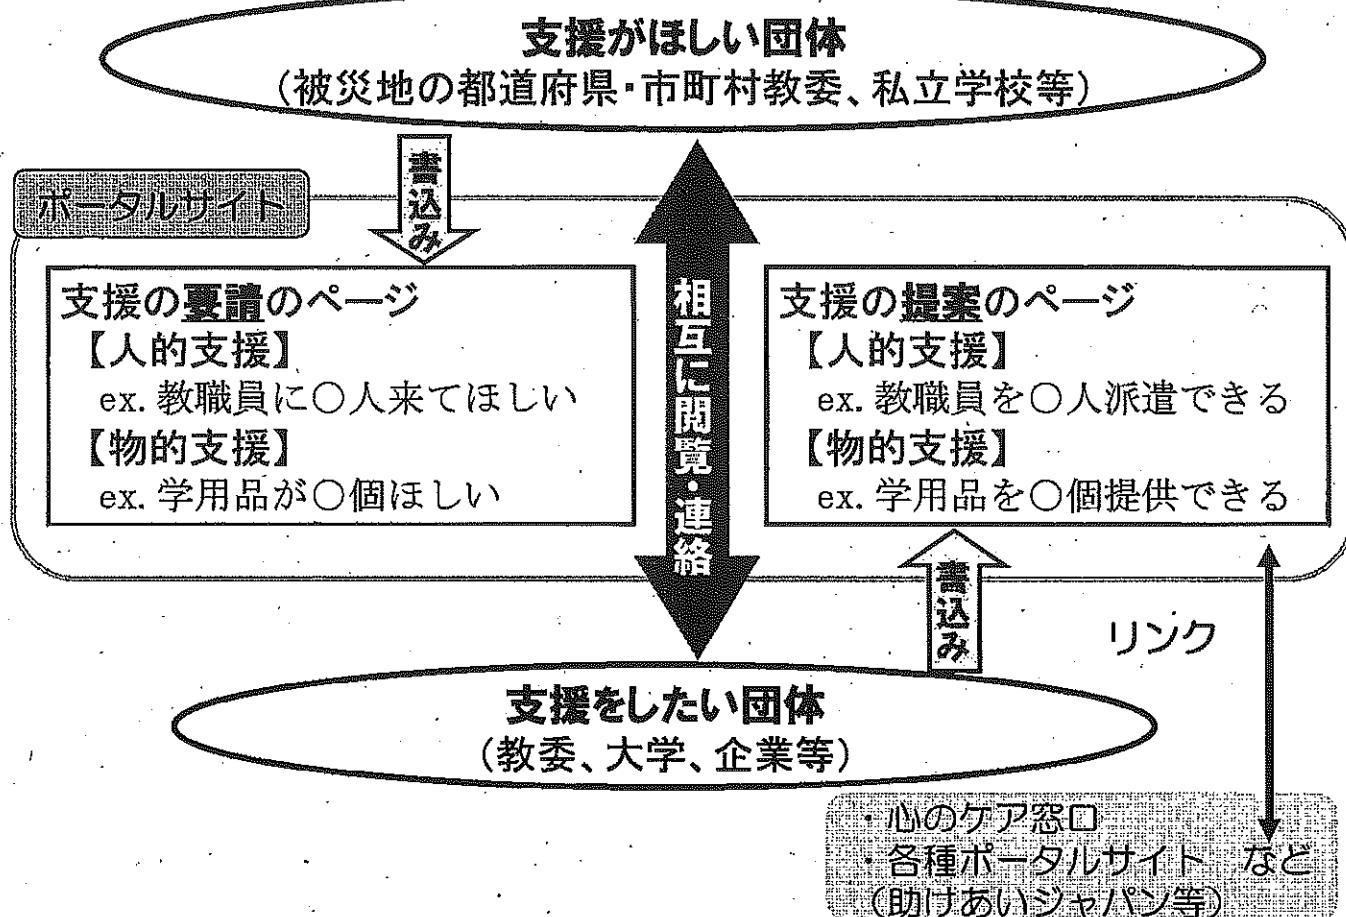 支援がほしい団体
(被災地の都道府県・市町村教委、私立学校等)
書込み
ポータルサイト
支援の要請のページ
【人的支援】
ex. 教職員に○人来てほしい
【物的支援】
ex. 学用品が○個ほしい
相互に閲覧・連絡
支援の提案のページ
【人的支援】
ex. 教職員を○人派遣できる
【物的支援】
ex. 学用品を○個提供できる
書込み
リンク
支援をしたい団体
(教委、大学、企業等)
・心のケア窓口
・各種ポータルサイト など
(助けあいジャパン等)